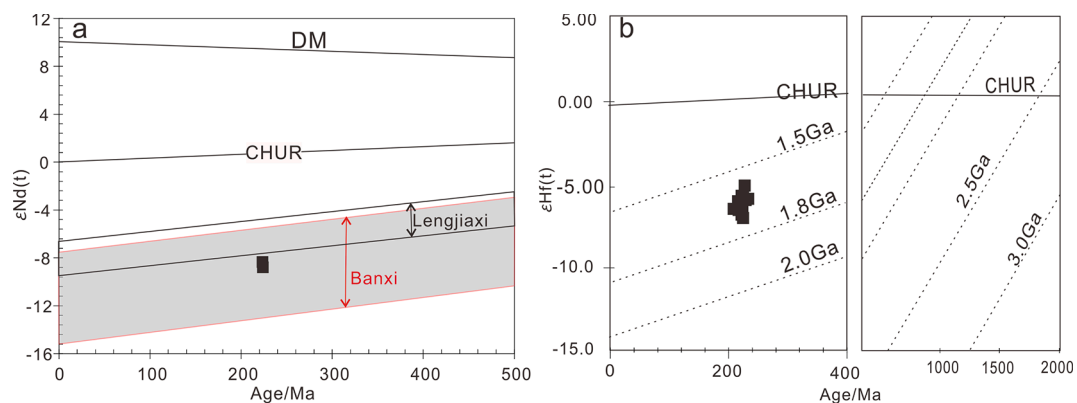 a
εNd(t)
12
8
4
0
-4
-8
-12
-16
DM
CHUR
Lengjiaxi
Banxi
0
100
200
300
400
500
Age/Ma
b
εHf(t)
5.00
0.00
-5.00
-10.0
-15.0
CHUR
1.5Ga
1.8Ga
2.0Ga
0
200
400
Age/Ma
CHUR
2.5Ga
3.0Ga
1000
1500
2000